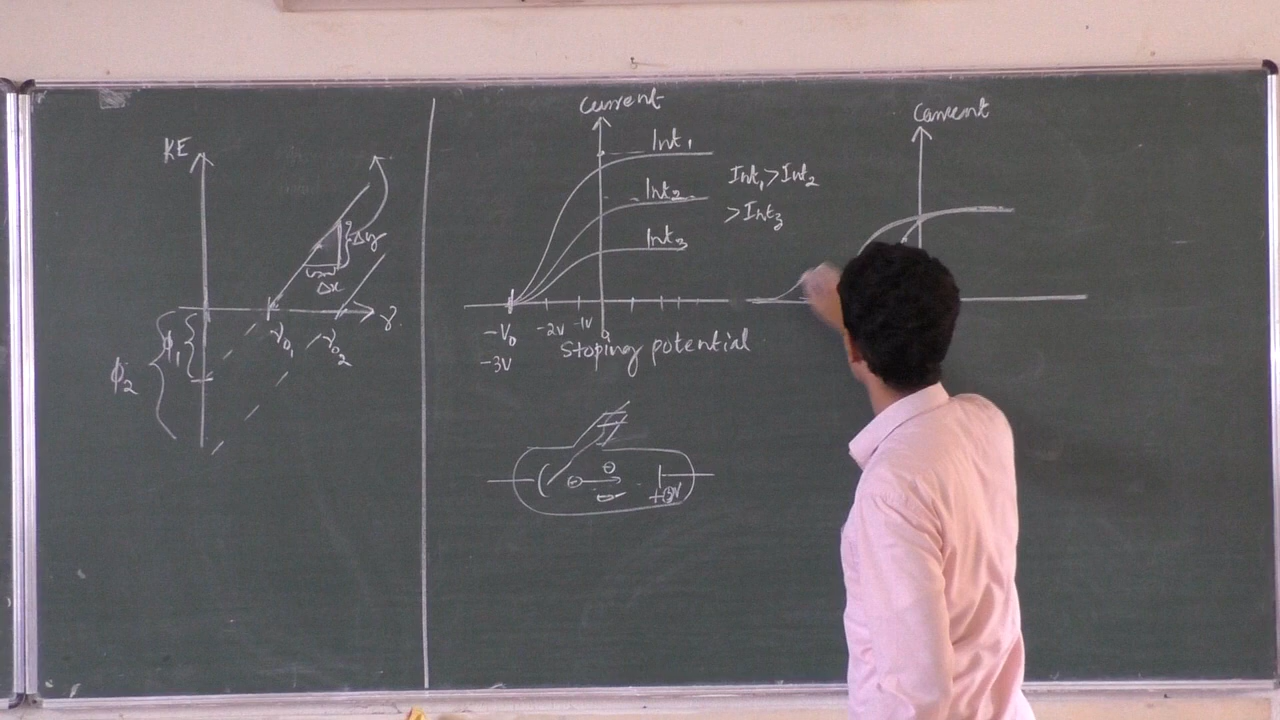 KE
Δy
Δx
ν
ν₀₁
ν₀₂
ϕ₁
ϕ₂
Current
Int₁
Int₂
Int₃
Int₁>Int₂
>Int₃
-V₀
-2V
-1V
0
-3V
Stoping potential
Current